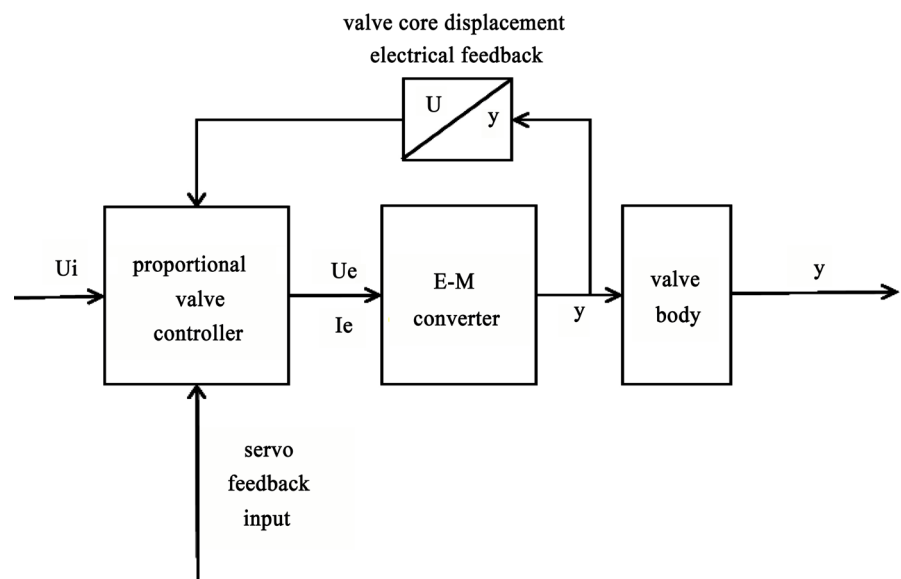 valve core displacement
electrical feedback
U
y
Ui
proportional
valve
controller
Ue
Ie
E-M
converter
y
valve
body
y
servo
feedback
input